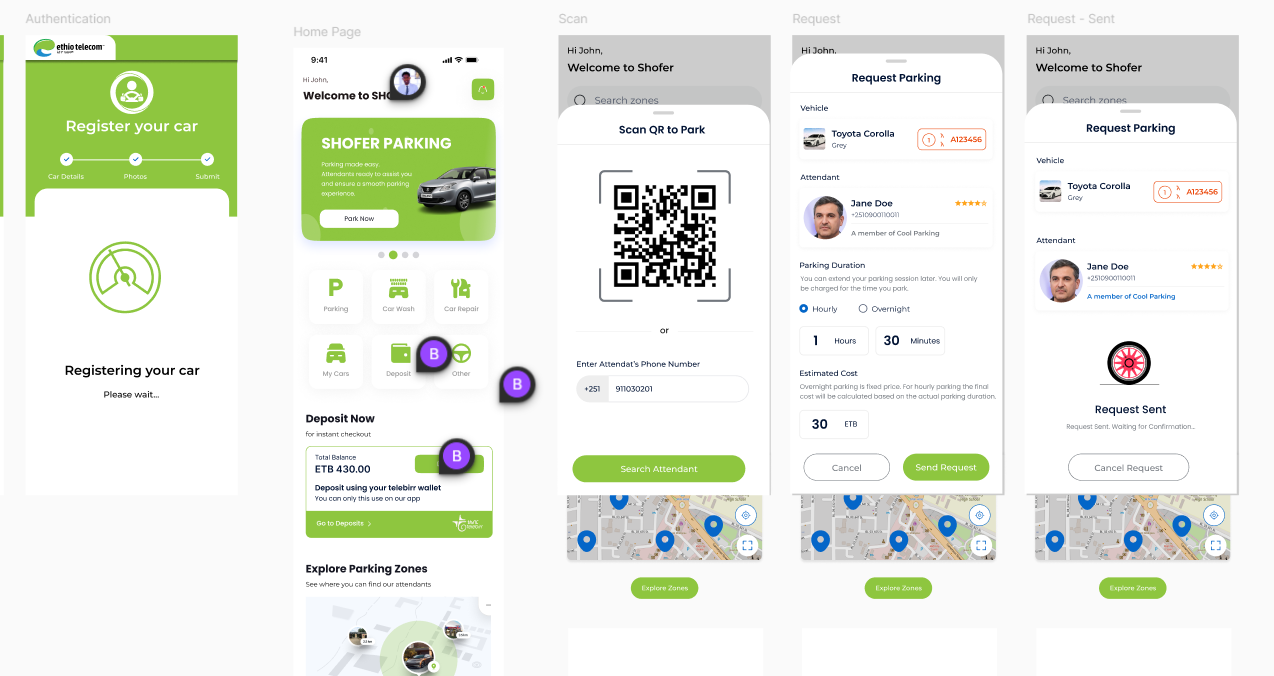 Authentication
ethio telecom
Register your car
Car Details
Photos
Submit
Registering your car
Please wait...
Home Page
9:41
Hi John,
Welcome to SHO
SHOFER PARKING
Parking made easy.
Attendants ready to assist you
and ensure a smooth parking
experience.
Park Now
Parking
Car Wash
Car Repair
My Cars
Deposit
Other
B
B
Deposit Now
for instant checkout
Total Balance
ETB 430.00
B
Deposit using your telebirr wallet
You can only this use on our app
Go to Deposits
Explore Parking Zones
See where you can find our attendants
Scan
Hi John,
Welcome to Shofer
Search zones
Scan QR to Park
or
Enter Attendat's Phone Number
+251
911030201
Search Attendant
Explore Zones
Request
Hi John,
Request Parking
Vehicle
Toyota Corolla
Grey
1
A123456
Attendant
Jane Doe
+2510900110011
A member of Cool Parking
Parking Duration
You can extend your parking session later. You will only
be charged for the time you park.
Hourly
Overnight
1 Hours
30 Minutes
Estimated Cost
Overnight parking is fixed price. For hourly parking the final
cost will be calculated based on the actual parking duration.
30 ETB
Cancel
Send Request
Explore Zones
Request - Sent
Hi John,
Welcome to Shofer
Search zones
Request Parking
Vehicle
Toyota Corolla
Grey
1
A123456
Attendant
Jane Doe
+2510900110011
A member of Cool Parking
Request Sent
Request Sent. Waiting for Confirmation...
Cancel Request
Explore Zones